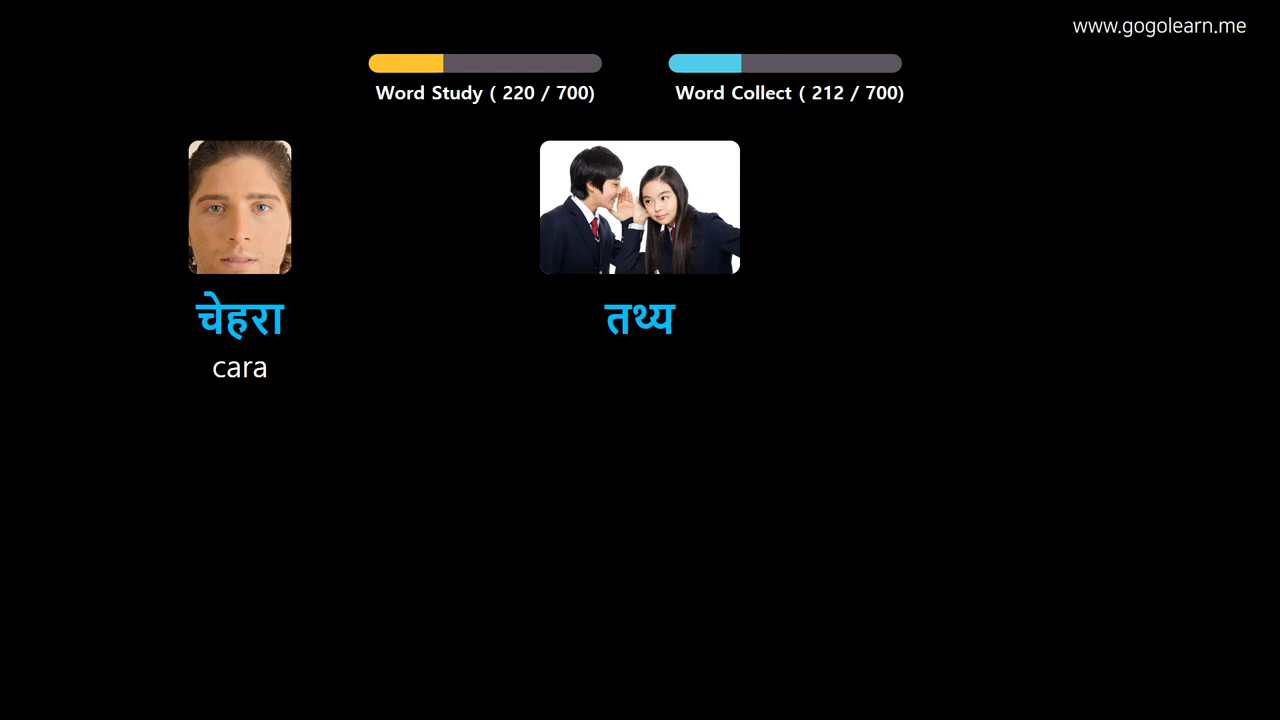 www.gogolearn.me
Word Study ( 220 / 700)
Word Collect ( 212 / 700)
चेहरा
तथ्य
cara